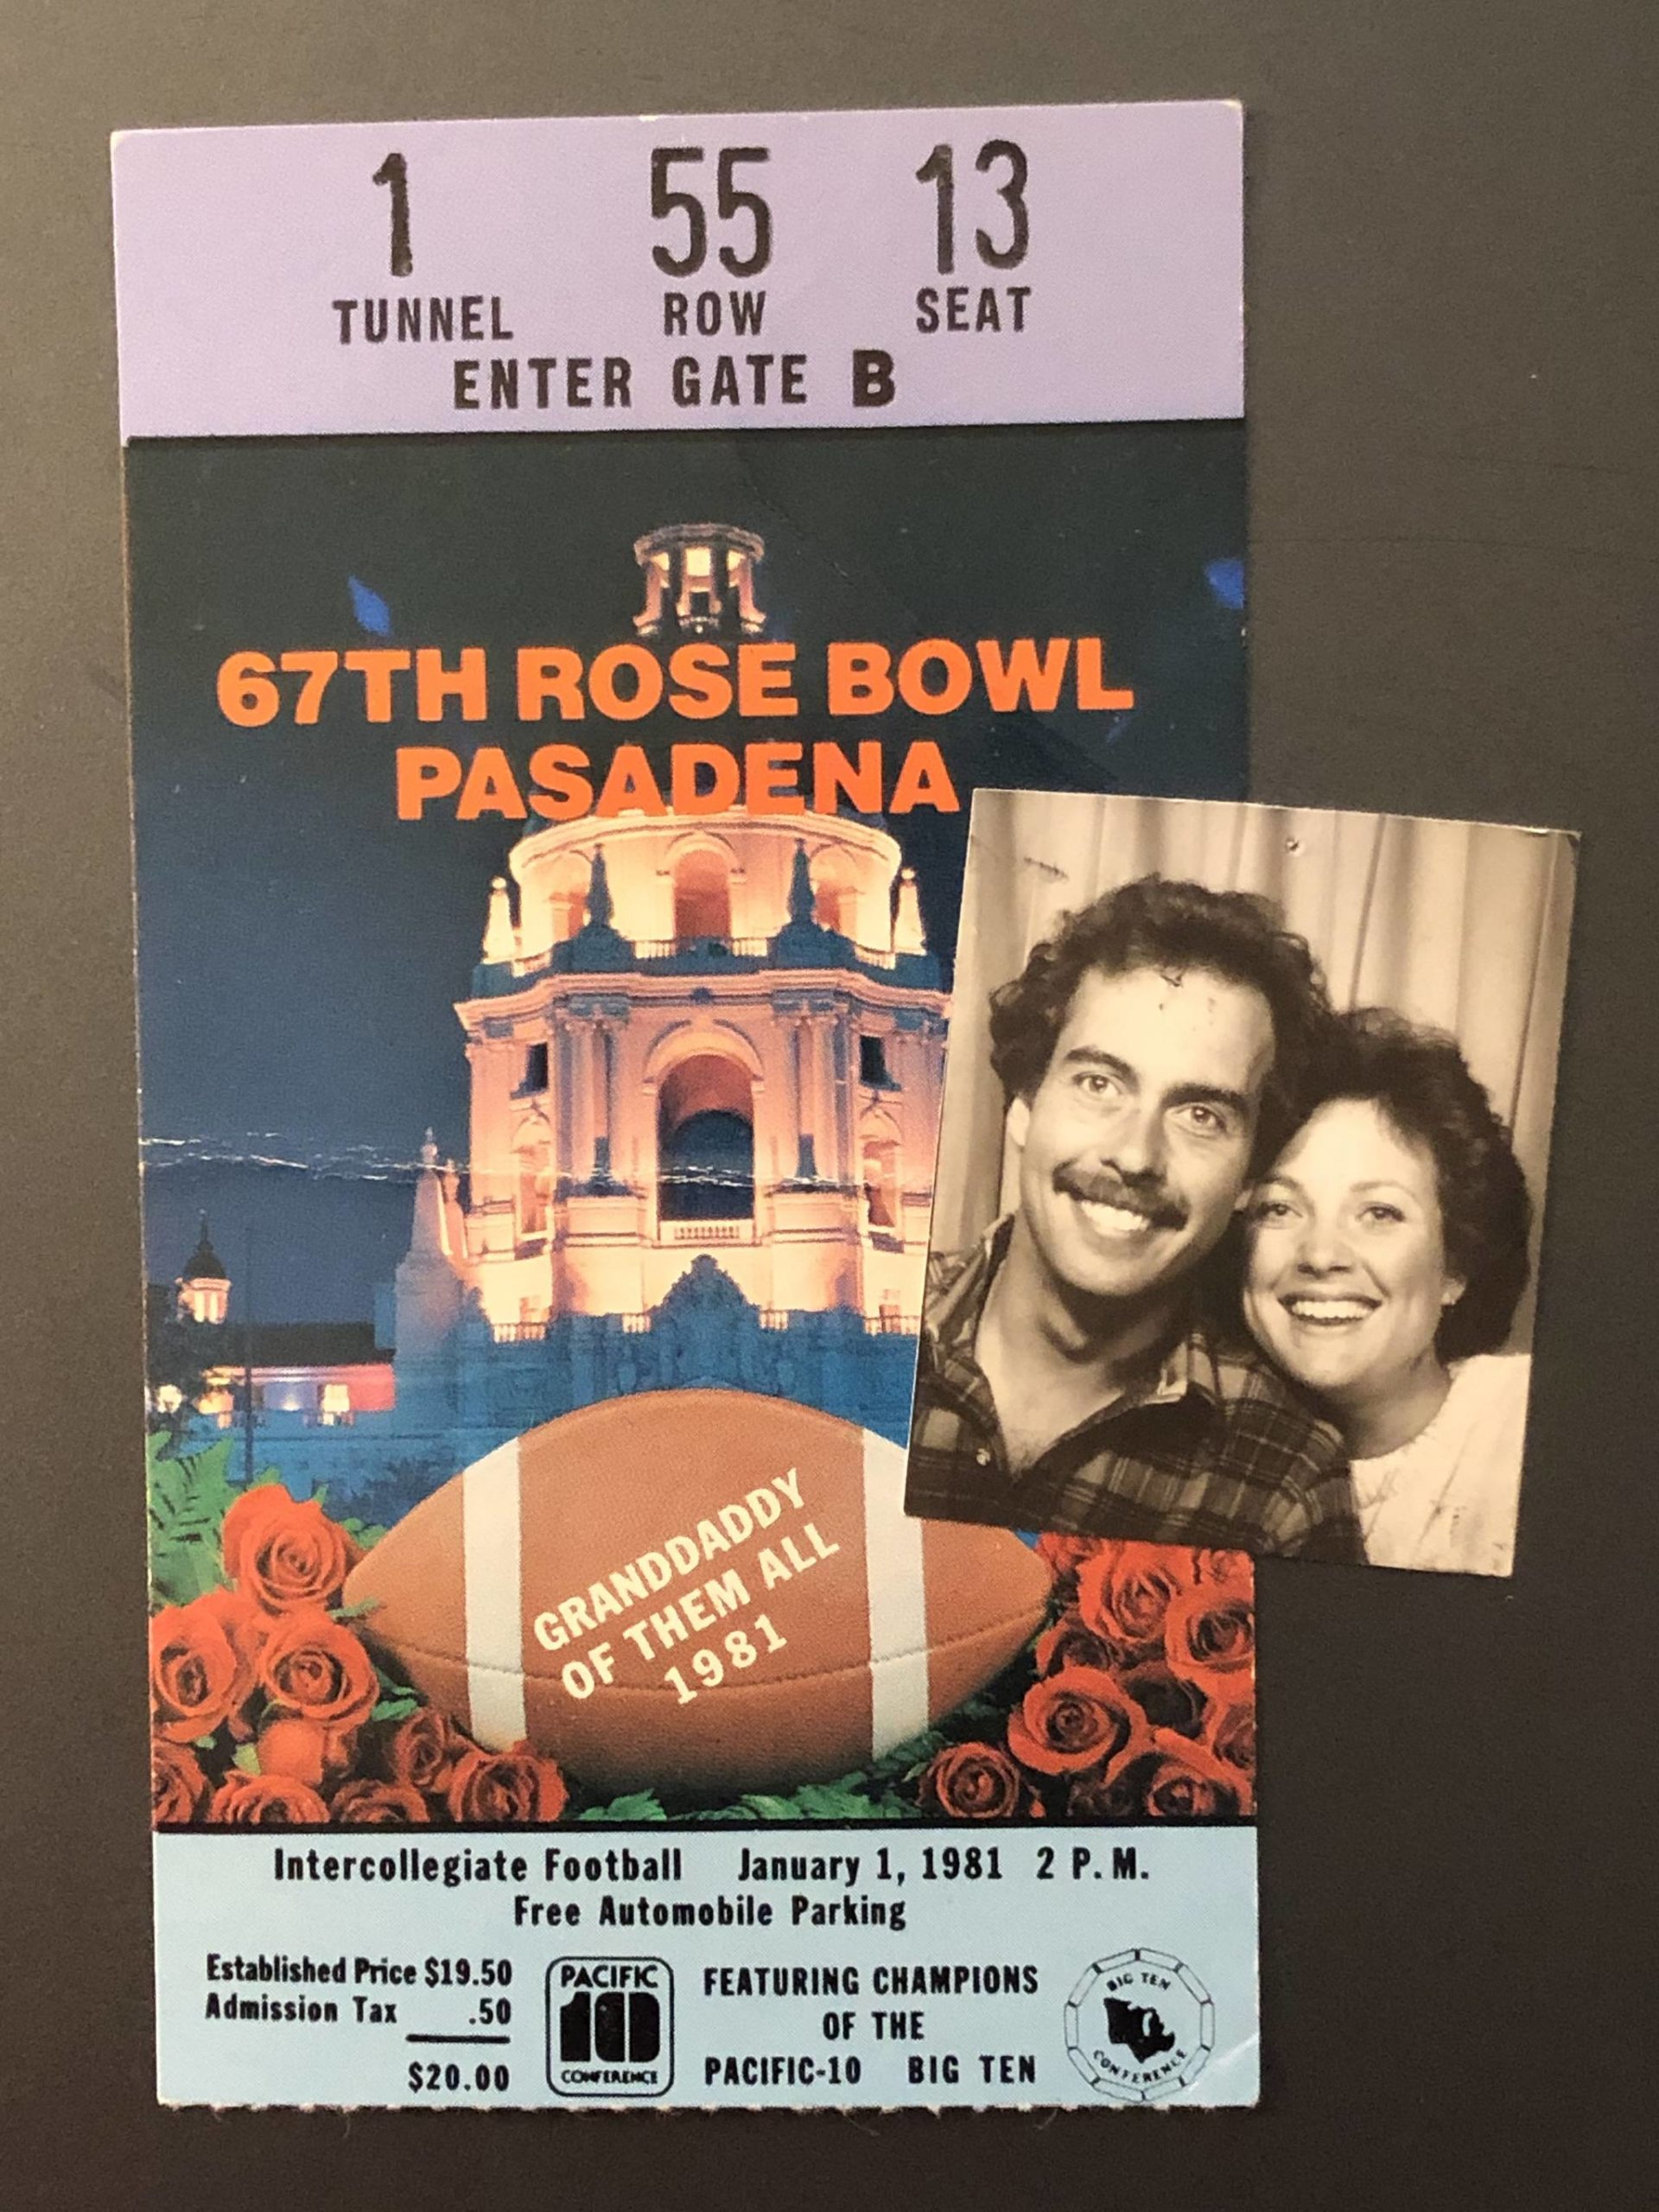 1 55 13
TUNNEL ROW SEAT
ENTER GATE B
67TH ROSE BOWL
PASADENA
GRANDDADDY
OF THEM ALL
1981
Intercollegiate Football January 1, 1981 2 P.M.
Free Automobile Parking
Established Price $19.50
Admission Tax .50
$20.00
PACIFIC
10
CONFERENCE
FEATURING CHAMPIONS
OF THE
PACIFIC-10 BIG TEN
BIG TEN
CONFERENCE